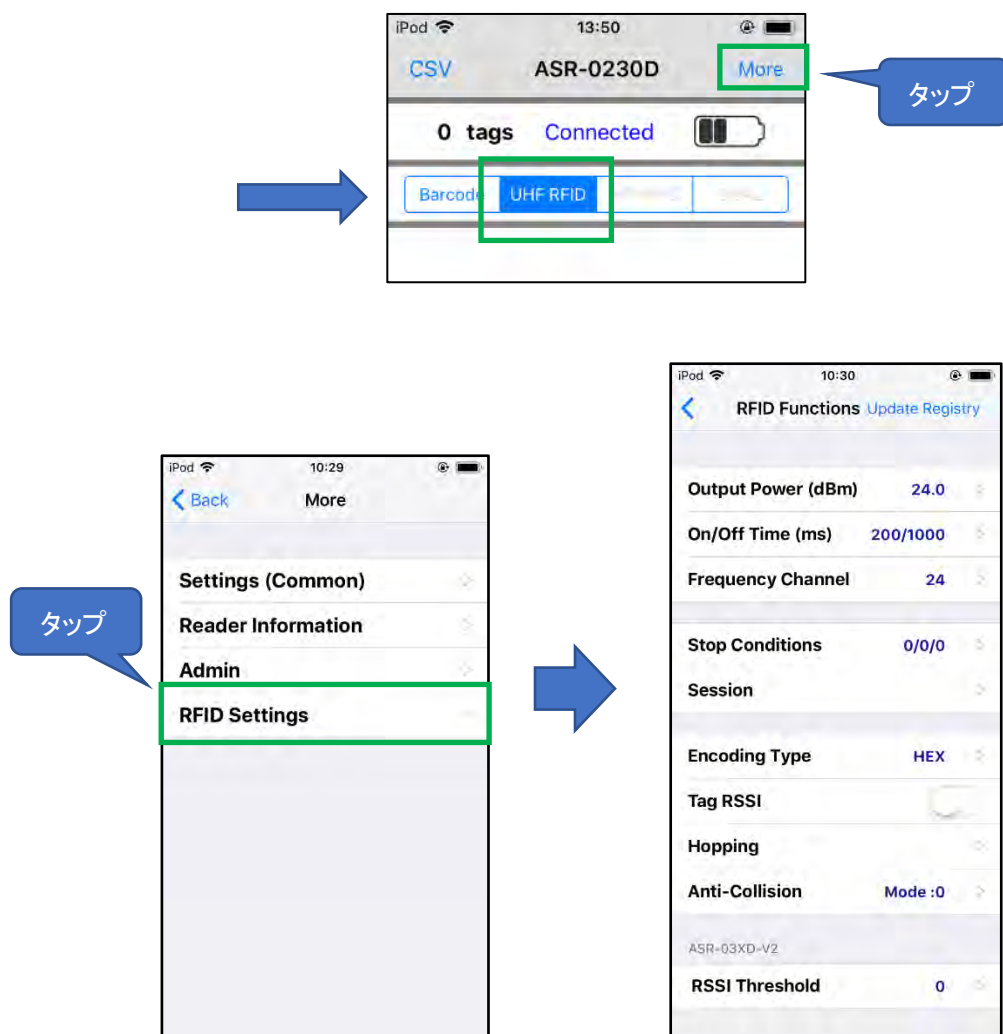 iPod 13:50
CSV ASR-0230D More
タップ
0 tags Connected
Barcode UHF RFID
iPod 10:29
Back More
Settings (Common)
Reader Information
Admin
タップ
RFID Settings
iPod 10:30
RFID Functions Update Registry
Output Power (dBm) 24.0
On/Off Time (ms) 200/1000
Frequency Channel 24
Stop Conditions 0/0/0
Session
Encoding Type HEX
Tag RSSI
Hopping
Anti-Collision Mode :0
ASR-03XD-V2
RSSI Threshold 0